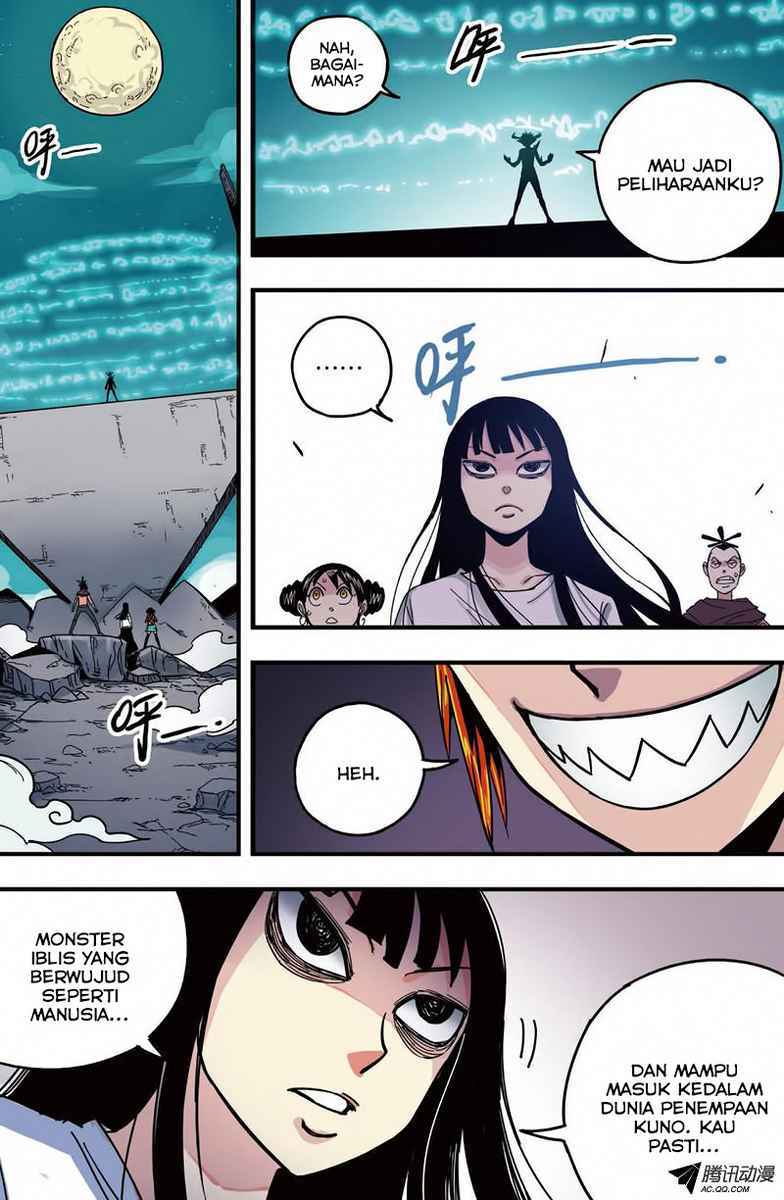 呼
呼
NAH,
BAGAI-
MANA?
呼
MAU JADI
PELIHARAANKU?
呼
......
HEH.
MONSTER
IBLIS YANG
BERWUJUD
SEPERTI
MANUSIA...
DAN MAMPU
MASUK KEDALAM
DUNIA PENEMPAAN
KUNO. KAU
PASTI...
腾讯动漫
AC.QQ.COM